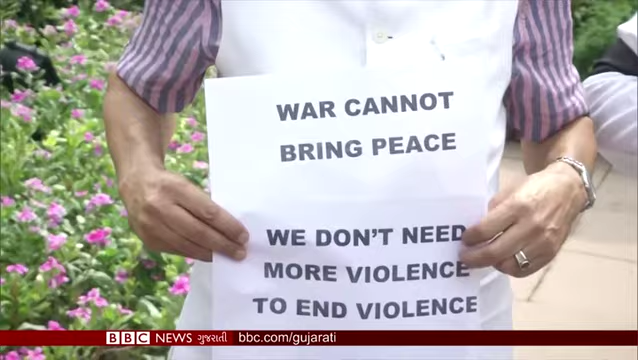 WAR CANNOT
BRING PEACE
WE DON'T NEED
MORE VIOLENCE
TO END VIOLENCE
BBC NEWS ગુજરાતી bbc.com/gujarati